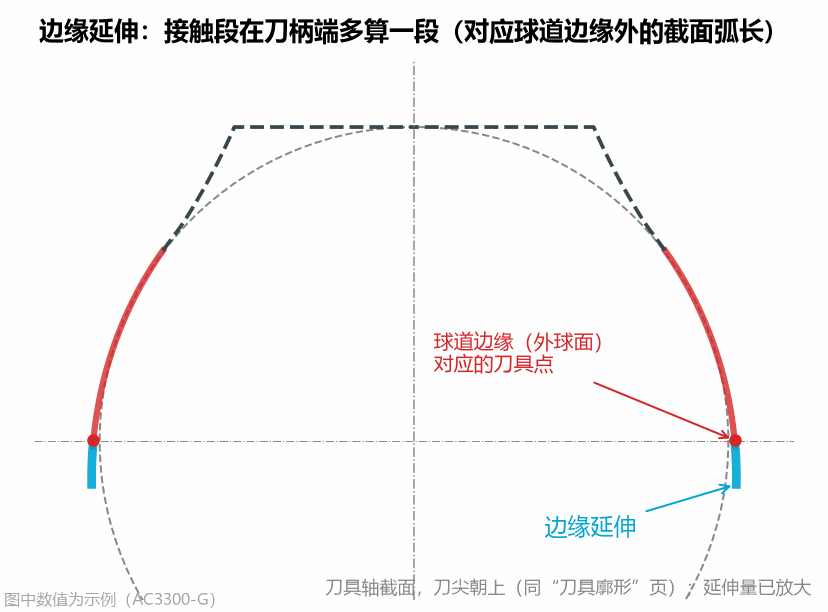 边缘延伸：接触段在刀柄端多算一段（对应球道边缘外的截面弧长）
球道边缘（外球面）
对应的刀具点
边缘延伸
刀具轴截面，刀尖朝上（同“刀具廓形”页）；延伸量已放大
图中数值为示例（AC3300-G）